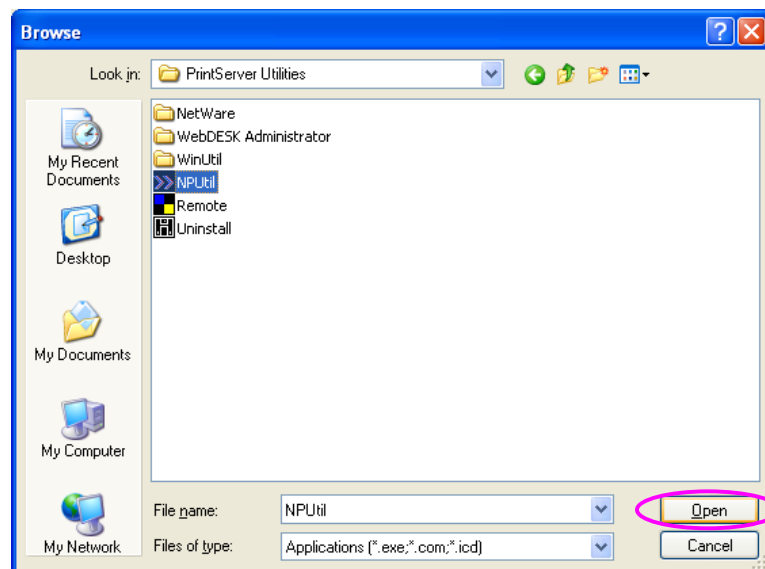 Browse
Look in:
PrintServer Utilities
My Recent
Documents
Desktop
My Documents
My Computer
My Network
NetWare
WebDESK Administrator
WinUtil
NPUtil
Remote
Uninstall
File name:
NPUtil
Open
Files of type:
Applications (*.exe;*.com;*.icd)
Cancel